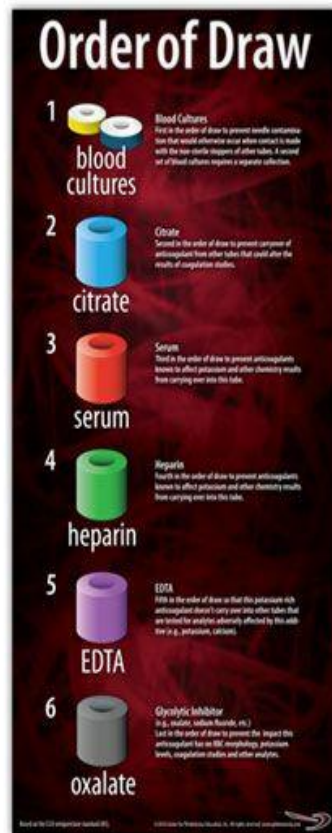 Order of Draw
1
blood
cultures
Blood Cultures
First in the order of draw to prevent needle contamina-
tion that would otherwise occur when contact is made
with the non-sterile stoppers of other tubes. A second
set of blood cultures requires a separate collection.
2
citrate
Citrate
Second in the order of draw to prevent carryover of
anticoagulant from other tubes that could alter the
results of coagulation studies.
3
serum
Serum
Third in the order of draw to prevent anticoagulants
known to affect potassium and other chemistry results
from carrying over into this tube.
4
heparin
Heparin
Fourth in the order of draw to prevent anticoagulants
known to affect potassium and other chemistry results
from carrying over into this tube.
5
EDTA
EDTA
Fifth in the order of draw so that this potassium rich
anticoagulant doesn't carry over into other tubes that
are tested for analytes adversely affected by this addi-
tive (e.g., potassium, calcium).
6
oxalate
Glycolytic Inhibitor
(e.g., oxalate, sodium fluoride, etc.)
Last in the order of draw to prevent the impact this
anticoagulant has on RBC morphology, potassium
levels, coagulation studies and other analytes.